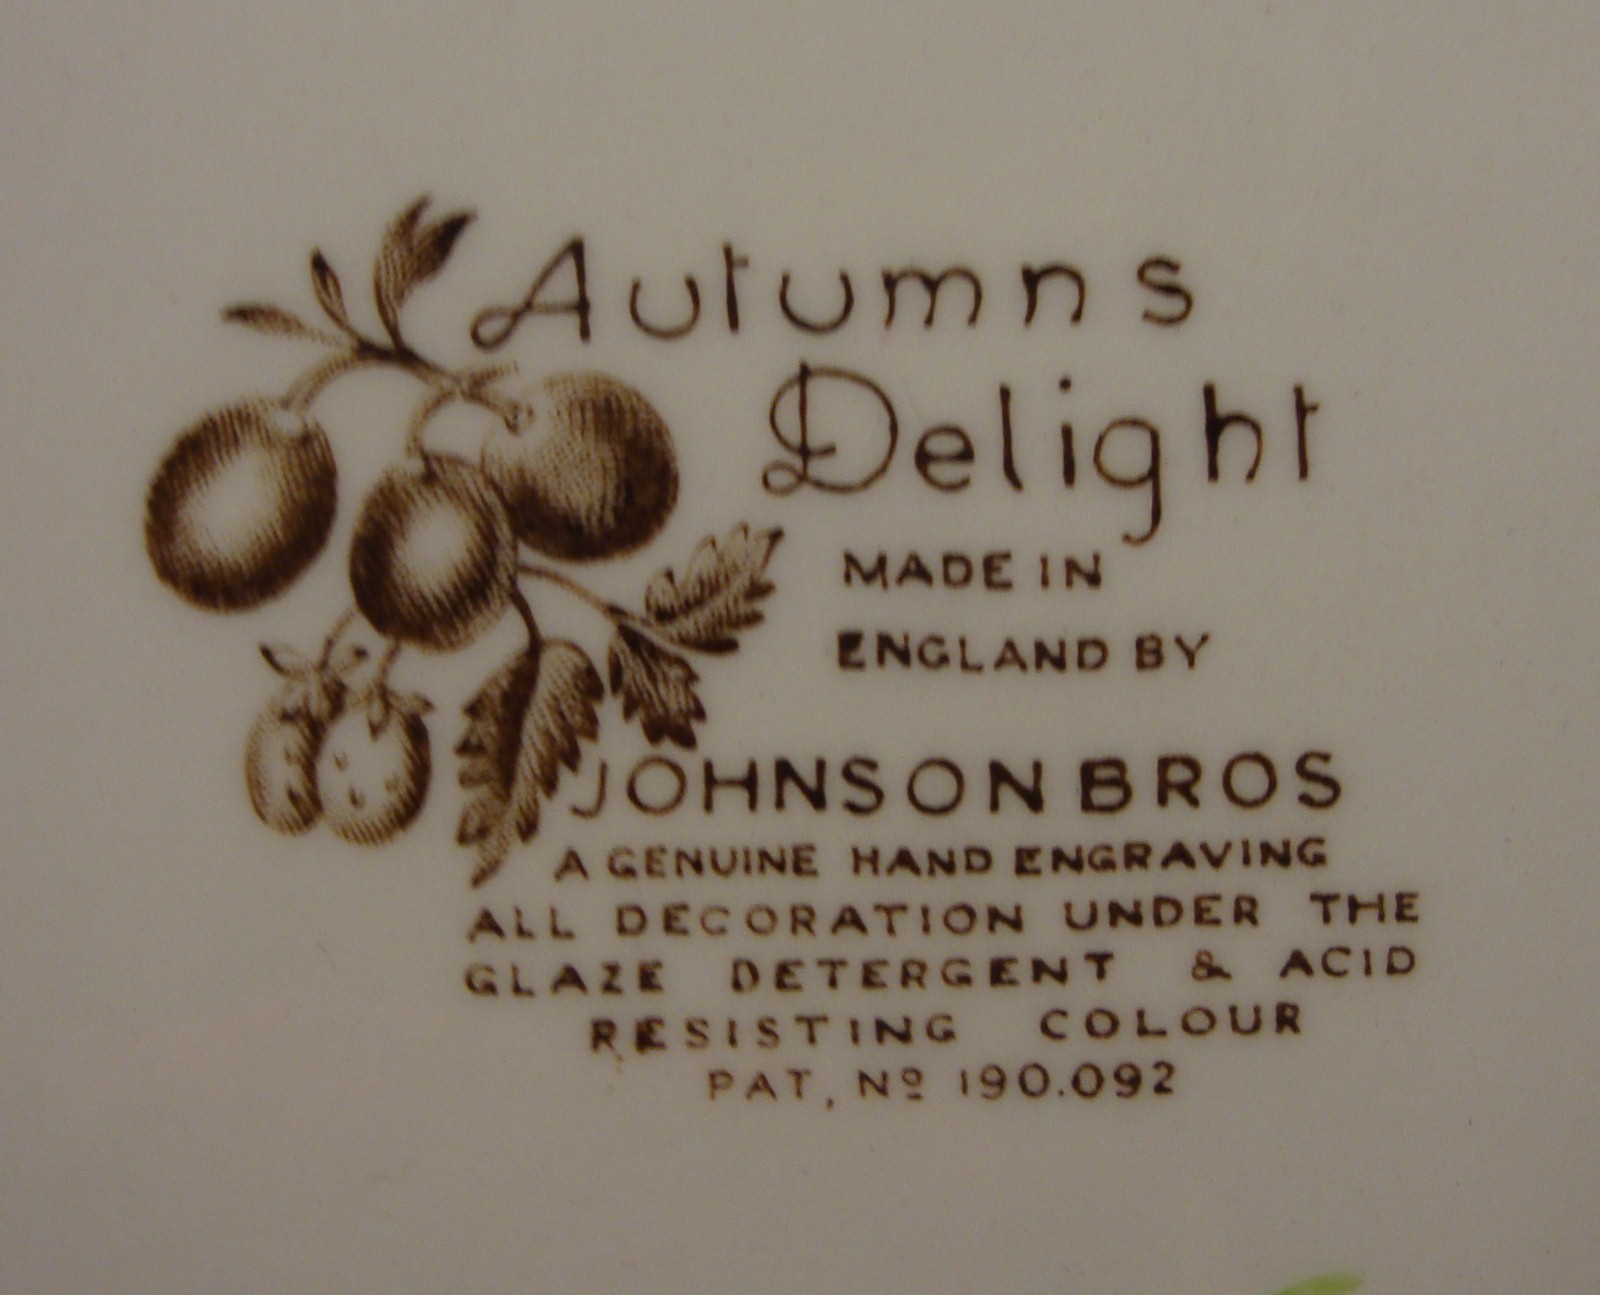 Autumns
Delight
MADE IN
ENGLAND BY
JOHNSON BROS
A GENUINE HAND ENGRAVING
ALL DECORATION UNDER THE
GLAZE DETERGENT & ACID
RESISTING COLOUR
PAT, Nº 190.092